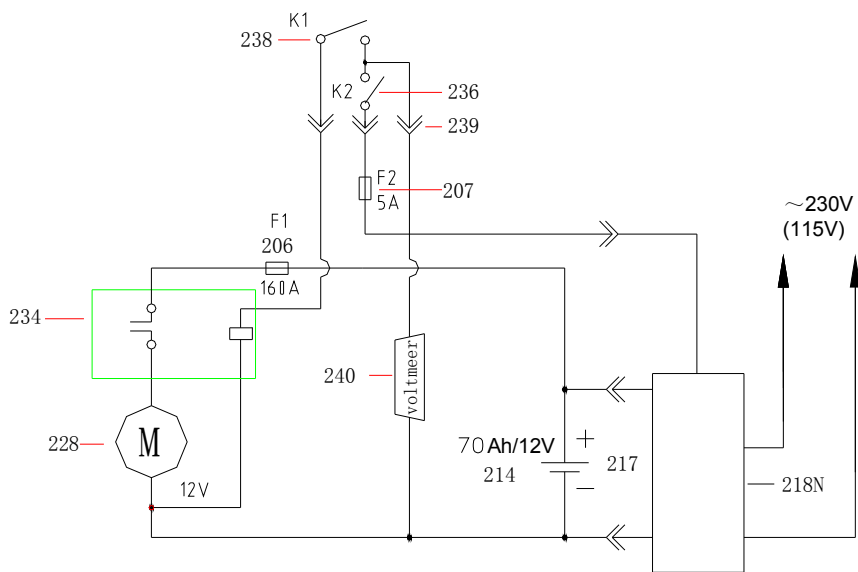 K1
238
K2
236
239
F2
207
5A
～230V
(115V)
F1
206
160A
234
240
voltmeer
M
228
70Ah/12V
214
+
217
−
12V
218N